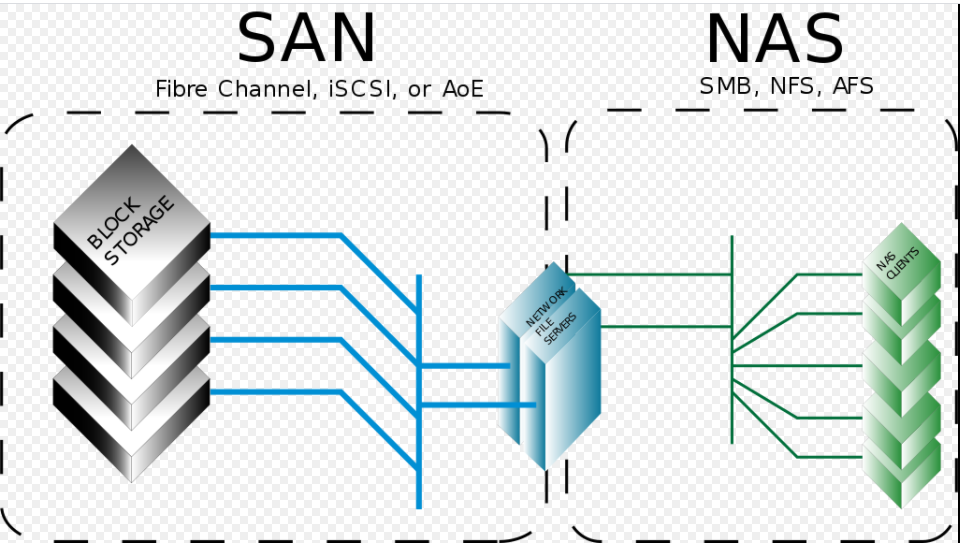 SAN
Fibre Channel, iSCSI, or AoE
NAS
SMB, NFS, AFS
BLOCK
STORAGE
NETWORK
FILE
SERVERS
NAS
CLIENTS